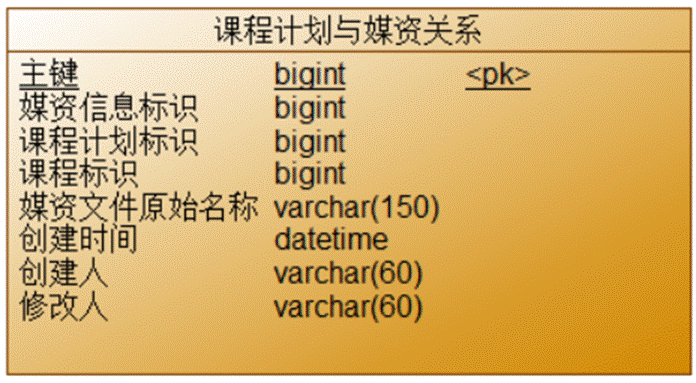 课程计划与媒资关系
主键 bigint <pk>
媒资信息标识 bigint
课程计划标识 bigint
课程标识 bigint
媒资文件原始名称 varchar(150)
创建时间 datetime
创建人 varchar(60)
修改人 varchar(60)